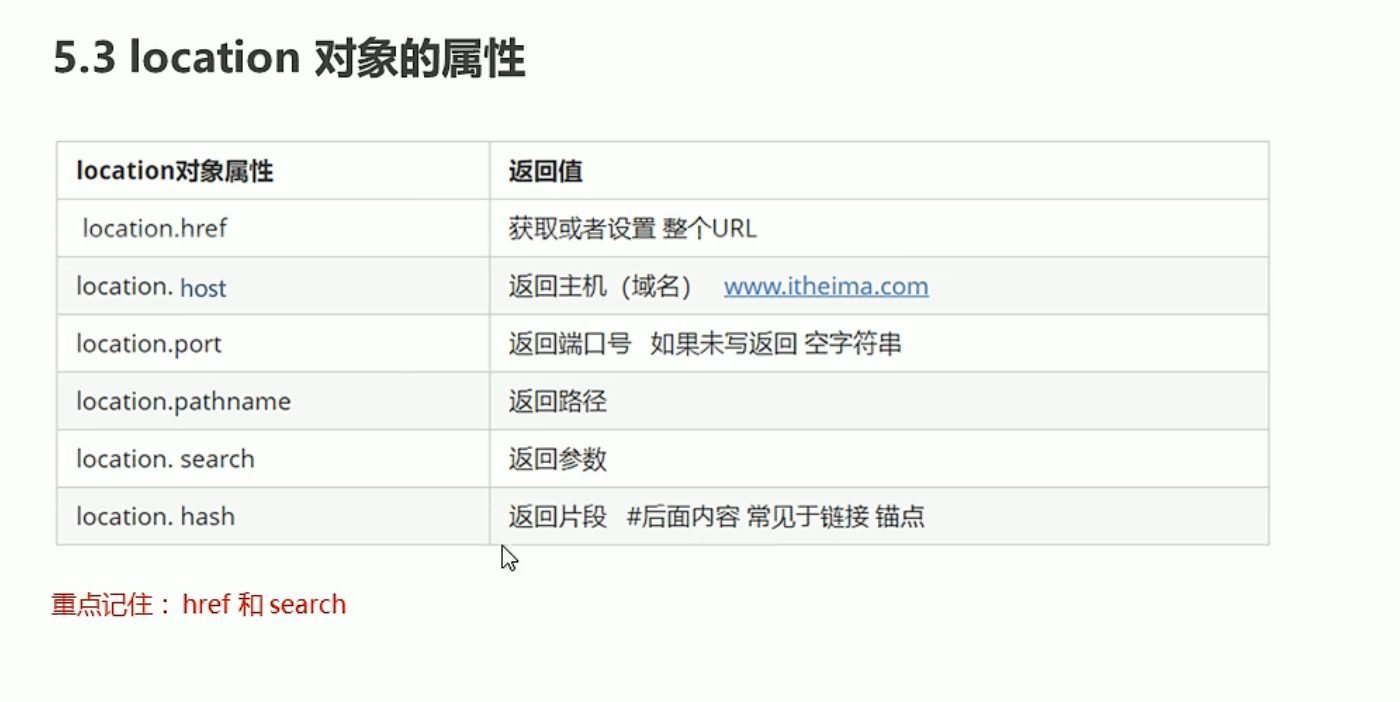 5.3 location 对象的属性
location对象属性 返回值
location.href 获取或者设置 整个URL
location. host 返回主机（域名） www.itheima.com
location.port 返回端口号 如果未写返回 空字符串
location.pathname 返回路径
location. search 返回参数
location. hash 返回片段 #后面内容 常见于链接 锚点
重点记住： href 和 search